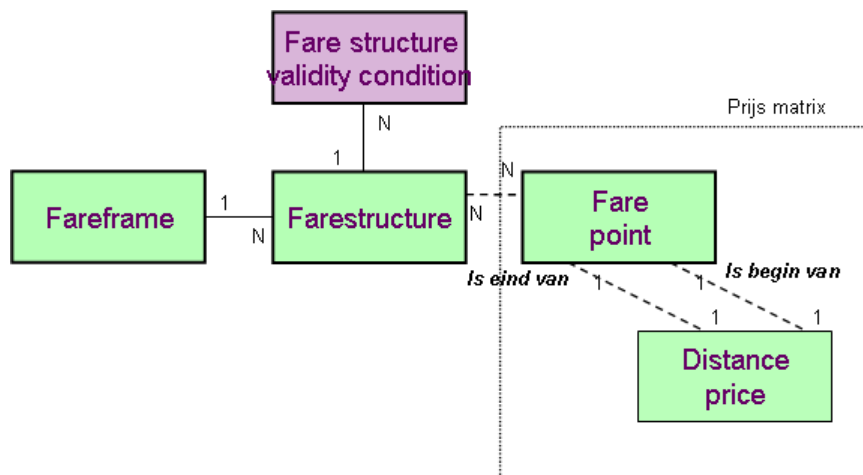 Fare structure
validity condition
N
Prijs matrix
1
N
Fareframe
1
N
Farestructure
N
Fare
point
Is eind van
1
1
Is begin van
1
1
Distance
price